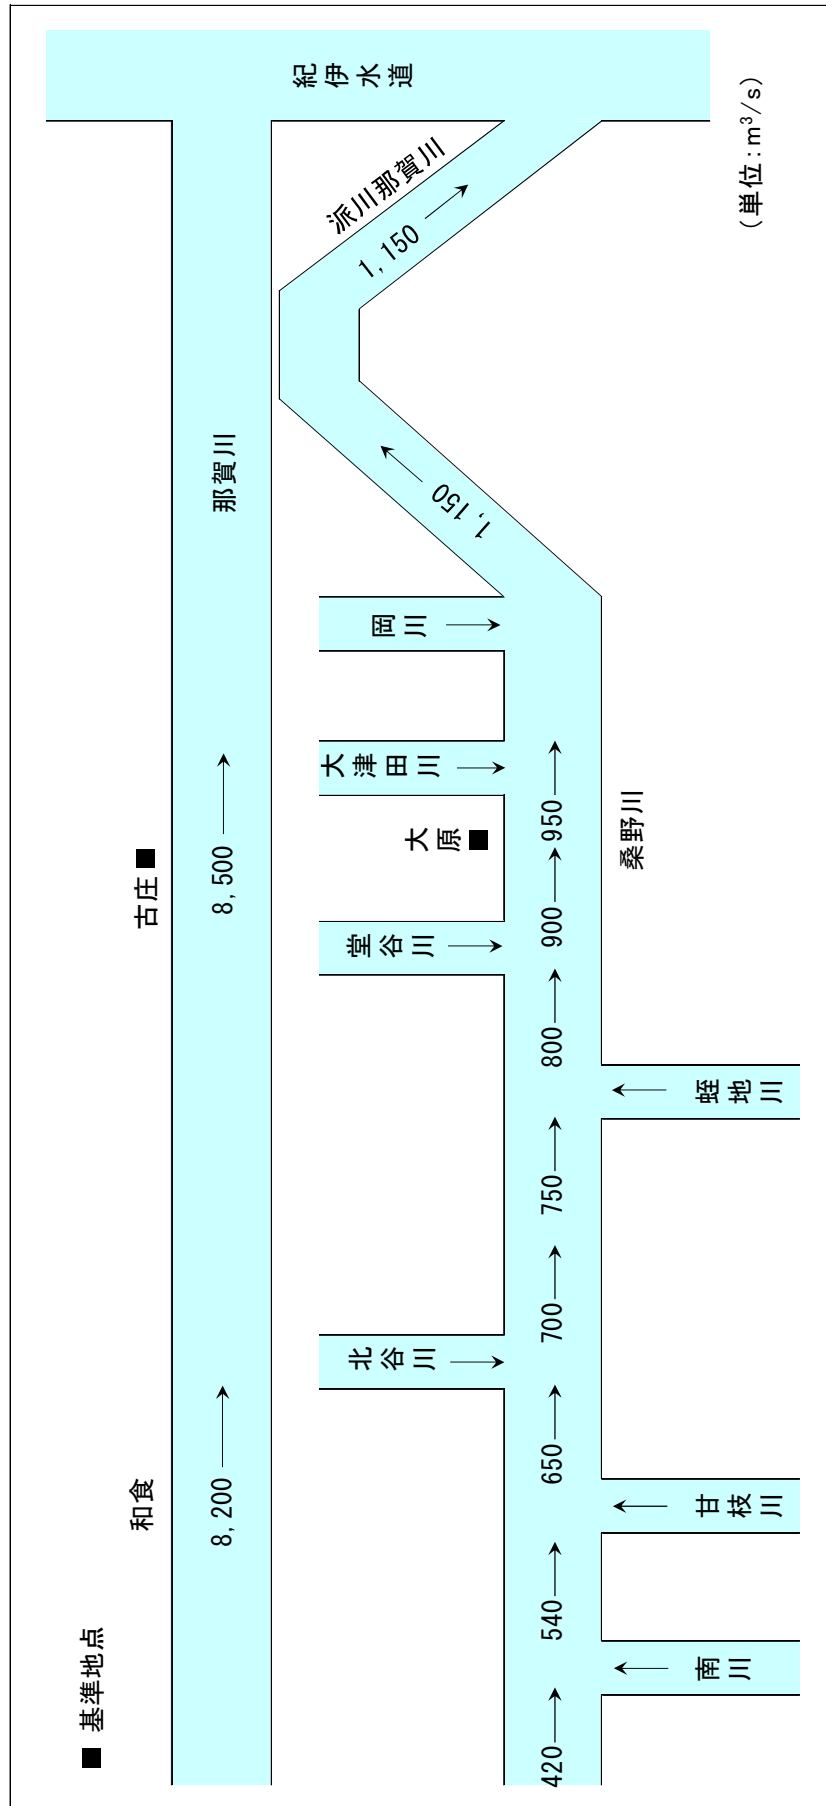 ■ 基準地点
和食
古庄 ■
8,200
8,500
那賀川
紀伊水道
北谷川
堂谷川
大原 ■
大津田川
岡川
派川那賀川
1,150
1,150
420
540
650
700
750
800
900
950
桑野川
南川
甘枝川
蛭地川
(単位:m³/s)